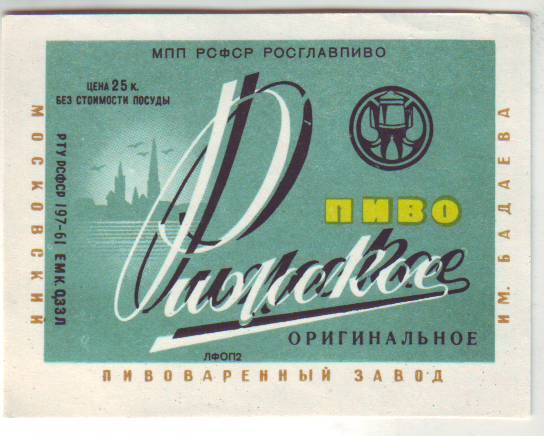 МПП РСФСР РОСГЛАВПИВО
ЦЕНА 25 к.
БЕЗ СТОИМОСТИ ПОСУДЫ
Рижское
ПИВО
ОРИГИНАЛЬНОЕ
РТУ РСФСР 197-61 ЕМК. 0,33 Л
ЛФОП2
МОСКОВСКИЙ
ПИВОВАРЕННЫЙ ЗАВОД
ИМ. БАДАЕВА